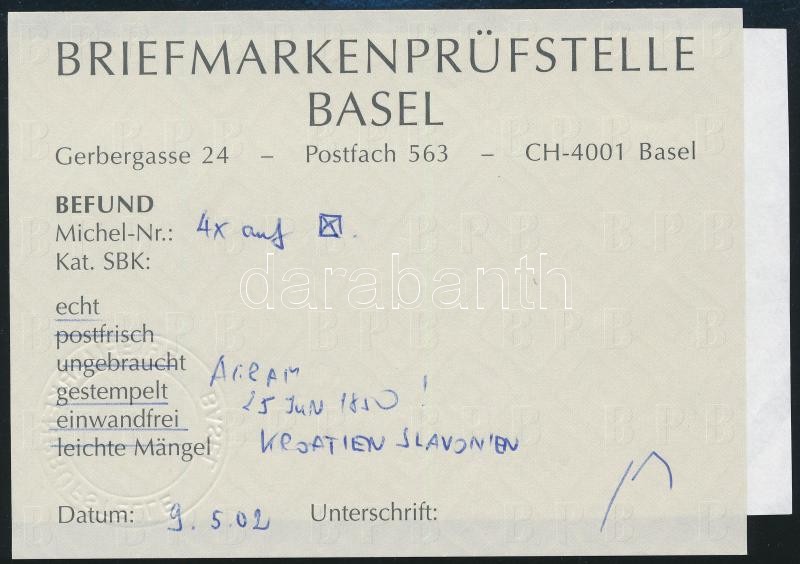 BRIEFMARKENPRÜFSTELLE
BASEL
Gerbergasse 24 – Postfach 563 – CH-4001 Basel
BEFUND
Michel-Nr.: 4x auf ☒.
Kat. SBK:
darabanth
echt
postfrisch
ungebraucht
gestempelt
einwandfrei
leichte Mängel
AGRAM
25 JUN 1850 !
KROATIEN SLAVONIEN
Datum: 9.5.02 Unterschrift: